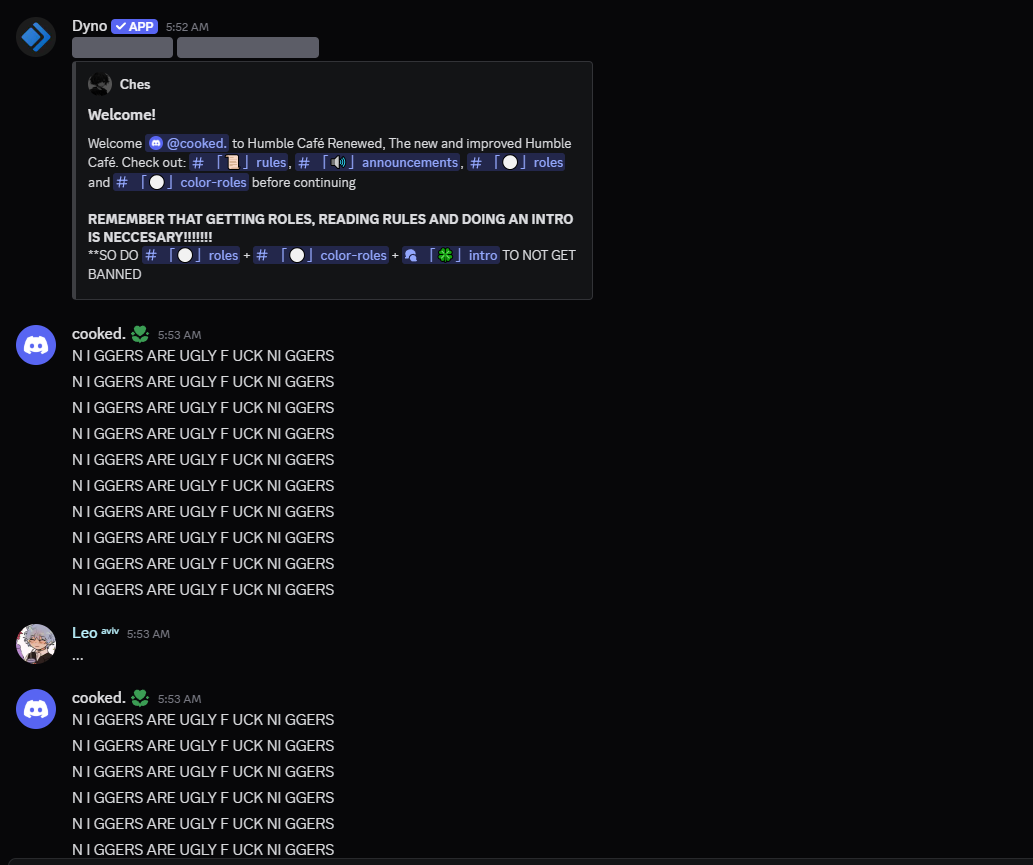 Dyno ✓ APP 5:52 AM
Ches
Welcome!
Welcome @cooked. to Humble Café Renewed, The new and improved Humble
Café. Check out: # ⎡📜⎦ rules, # ⎡🔊⎦ announcements, # ⎡⚪⎦ roles
and # ⎡⚪⎦ color-roles before continuing
REMEMBER THAT GETTING ROLES, READING RULES AND DOING AN INTRO
IS NECCESARY!!!!!!!
**SO DO # ⎡⚪⎦ roles + # ⎡⚪⎦ color-roles + ⎡🍀⎦ intro TO NOT GET
BANNED
cooked. 5:53 AM
N I GGERS ARE UGLY F UCK NI GGERS
N I GGERS ARE UGLY F UCK NI GGERS
N I GGERS ARE UGLY F UCK NI GGERS
N I GGERS ARE UGLY F UCK NI GGERS
N I GGERS ARE UGLY F UCK NI GGERS
N I GGERS ARE UGLY F UCK NI GGERS
N I GGERS ARE UGLY F UCK NI GGERS
N I GGERS ARE UGLY F UCK NI GGERS
N I GGERS ARE UGLY F UCK NI GGERS
N I GGERS ARE UGLY F UCK NI GGERS
Leo ᵃᵛⁱᵛ 5:53 AM
...
cooked. 5:53 AM
N I GGERS ARE UGLY F UCK NI GGERS
N I GGERS ARE UGLY F UCK NI GGERS
N I GGERS ARE UGLY F UCK NI GGERS
N I GGERS ARE UGLY F UCK NI GGERS
N I GGERS ARE UGLY F UCK NI GGERS
N I GGERS ARE UGLY F UCK NI GGERS